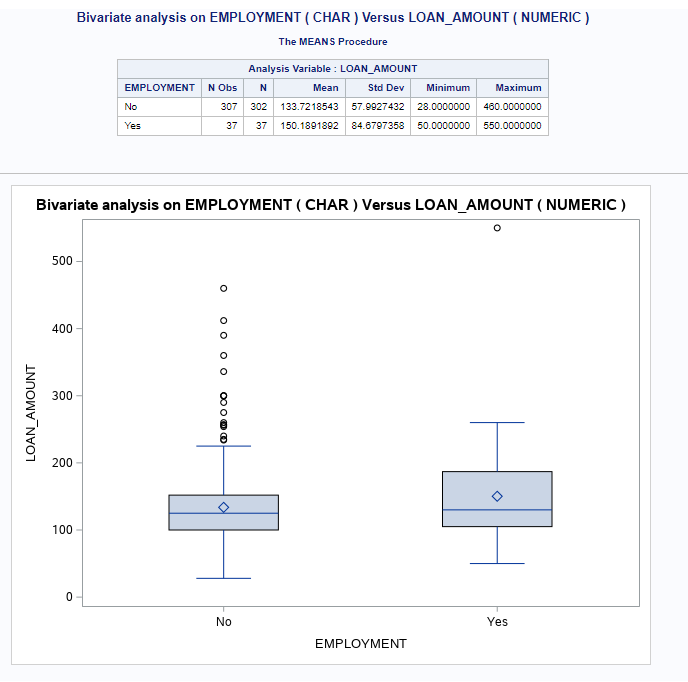 Bivariate analysis on EMPLOYMENT ( CHAR ) Versus LOAN_AMOUNT ( NUMERIC )
The MEANS Procedure
Analysis Variable : LOAN_AMOUNT
EMPLOYMENT N Obs N Mean Std Dev Minimum Maximum
No 307 302 133.7218543 57.9927432 28.0000000 460.0000000
Yes 37 37 150.1891892 84.6797358 50.0000000 550.0000000
Bivariate analysis on EMPLOYMENT ( CHAR ) Versus LOAN_AMOUNT ( NUMERIC )
500
400
300
200
100
0
LOAN_AMOUNT
No Yes
EMPLOYMENT